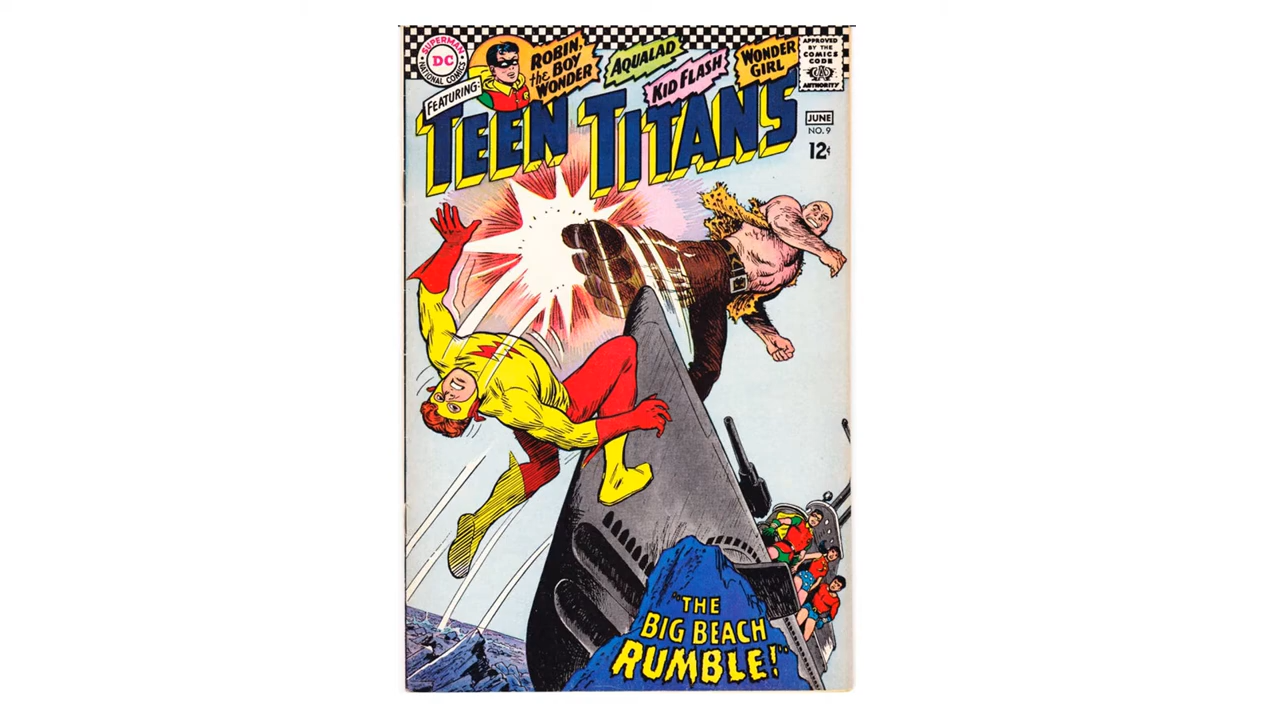 SUPERMAN
DC
NATIONAL COMICS
FEATURING:
ROBIN,
the BOY
WONDER
AQUALAD
KID FLASH
WONDER
GIRL
APPROVED
BY THE
COMICS
CODE
AUTHORITY
TEEN TITANS
JUNE
NO. 9
12¢
"THE
BIG BEACH
RUMBLE!"